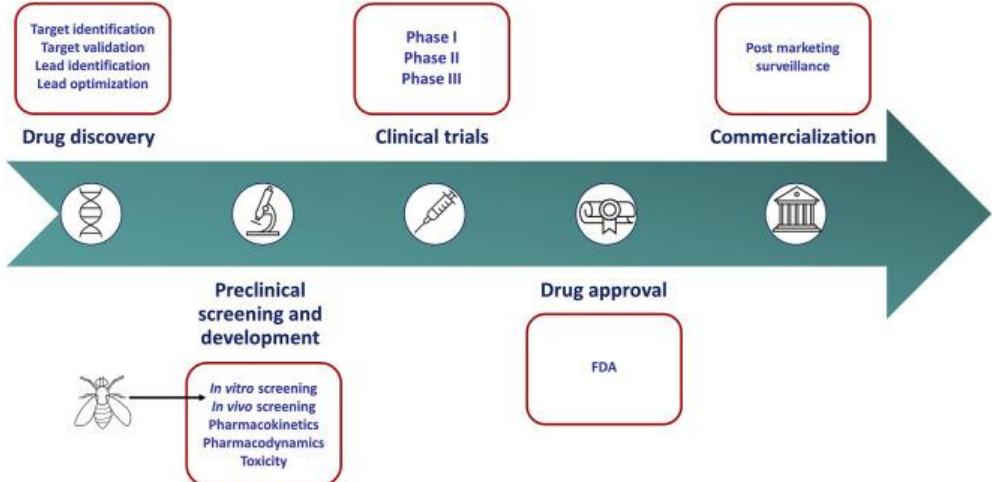 Target identification
Target validation
Lead identification
Lead optimization
Drug discovery
Preclinical
screening and
development
In vitro screening
In vivo screening
Pharmacokinetics
Pharmacodynamics
Toxicity
Phase I
Phase II
Phase III
Clinical trials
Drug approval
FDA
Post marketing
surveillance
Commercialization